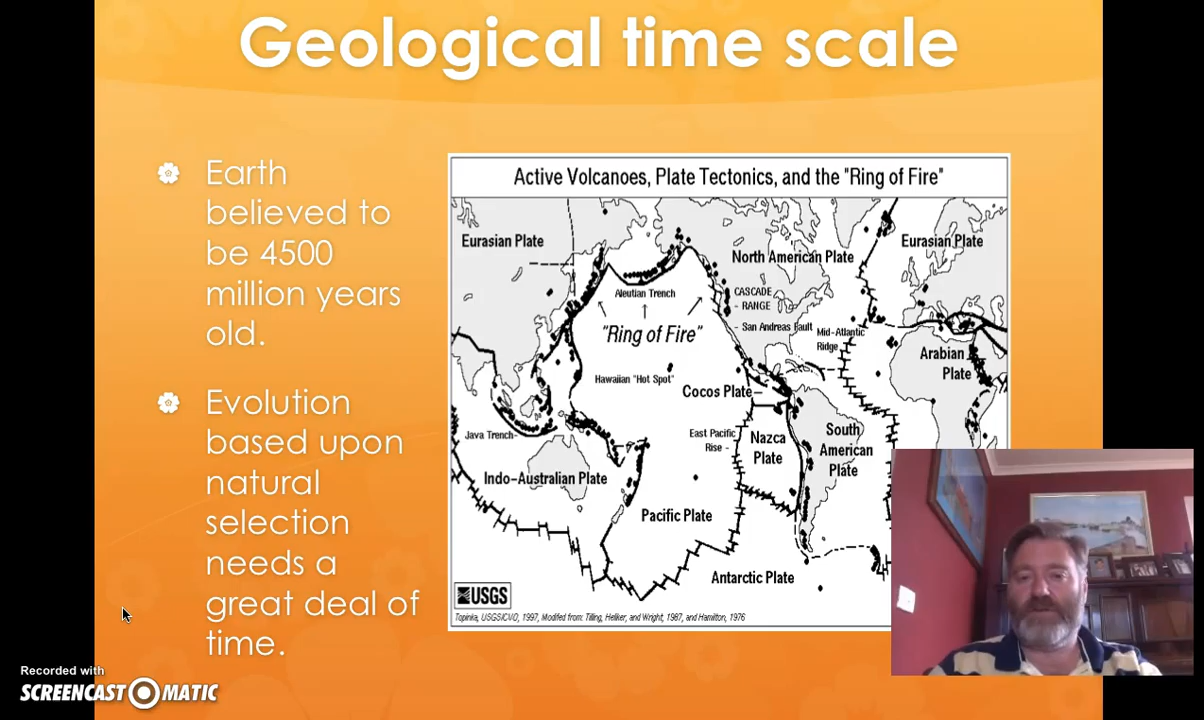 Geological time scale
Earth
believed to
be 4500
million years
old.
Evolution
based upon
natural
selection
needs a
great deal of
time.
Active Volcanoes, Plate Tectonics, and the "Ring of Fire"
Eurasian Plate
North American Plate
Eurasian Plate
Aleutian Trench
CASCADE
RANGE
"Ring of Fire"
San Andreas Fault
Mid-Atlantic
Ridge
Arabian
Plate
Hawaiian "Hot Spot"
Cocos Plate
Java Trench
East Pacific
Rise
Nazca
Plate
South
American
Plate
Indo-Australian Plate
Pacific Plate
Antarctic Plate
USGS
Topinka, USGS/CVO, 1997, Modified from: Tilling, Heliker, and Wright, 1987, and Hamilton, 1976
Recorded with
SCREENCAST MATIC